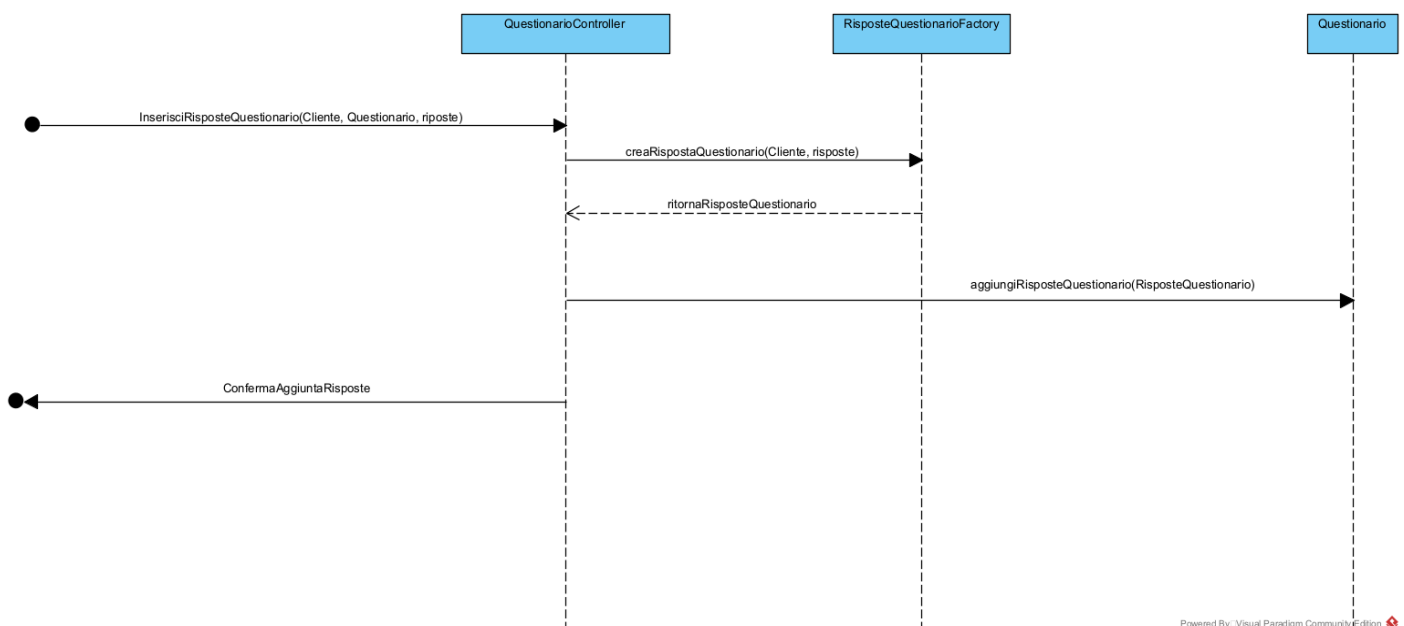 QuestionarioController
RisposteQuestionarioFactory
Questionario
InserisciRisposteQuestionario(Cliente, Questionario, riposte)
creaRispostaQuestionario(Cliente, risposte)
ritornaRisposteQuestionario
aggiungiRisposteQuestionario(RisposteQuestionario)
ConfermaAggiuntaRisposte
Powered By: Visual Paradigm Community Edition